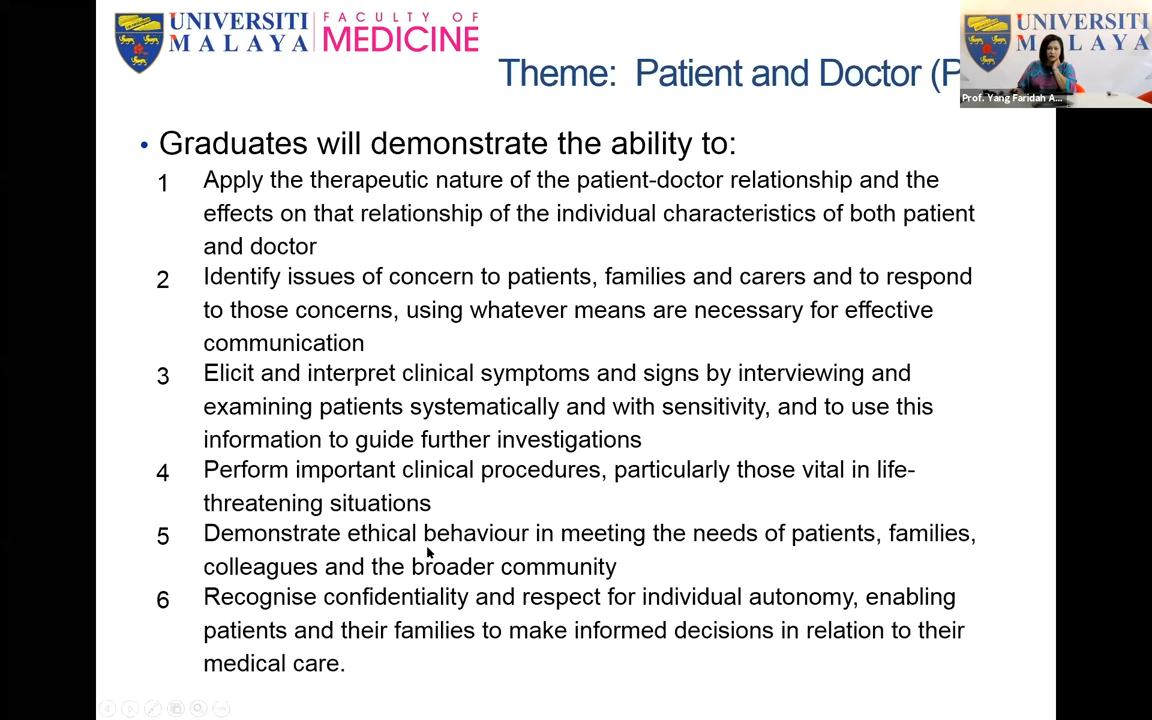 UNIVERSITI
MALAYA
FACULTY OF
MEDICINE
UNIVERSITI
MALAYA
Prof. Yang Faridah A...
Theme: Patient and Doctor (P
• Graduates will demonstrate the ability to:
1 Apply the therapeutic nature of the patient-doctor relationship and the
effects on that relationship of the individual characteristics of both patient
and doctor
2 Identify issues of concern to patients, families and carers and to respond
to those concerns, using whatever means are necessary for effective
communication
3 Elicit and interpret clinical symptoms and signs by interviewing and
examining patients systematically and with sensitivity, and to use this
information to guide further investigations
4 Perform important clinical procedures, particularly those vital in life-
threatening situations
5 Demonstrate ethical behaviour in meeting the needs of patients, families,
colleagues and the broader community
6 Recognise confidentiality and respect for individual autonomy, enabling
patients and their families to make informed decisions in relation to their
medical care.